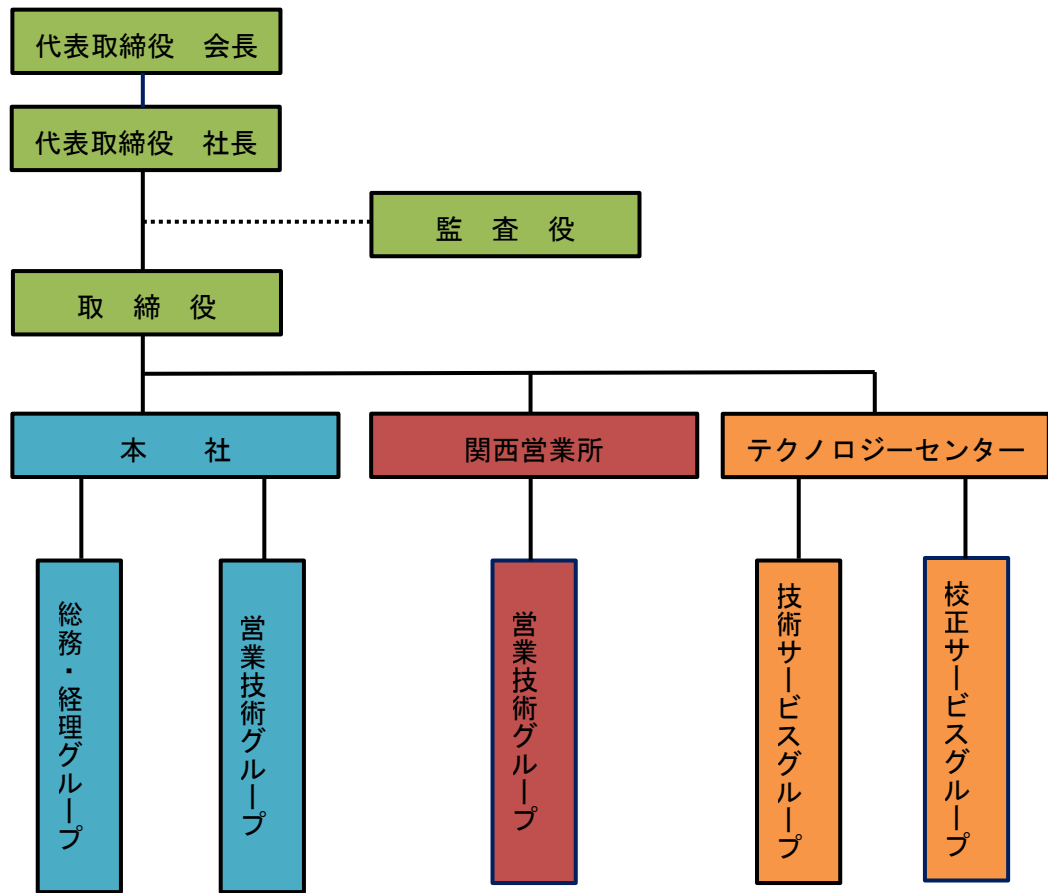 代表取締役　会長
代表取締役　社長
監　査　役
取　締　役
本　　社
関西営業所
テクノロジーセンター
総務・経理グループ
営業技術グループ
営業技術グループ
技術サービスグループ
校正サービスグループ